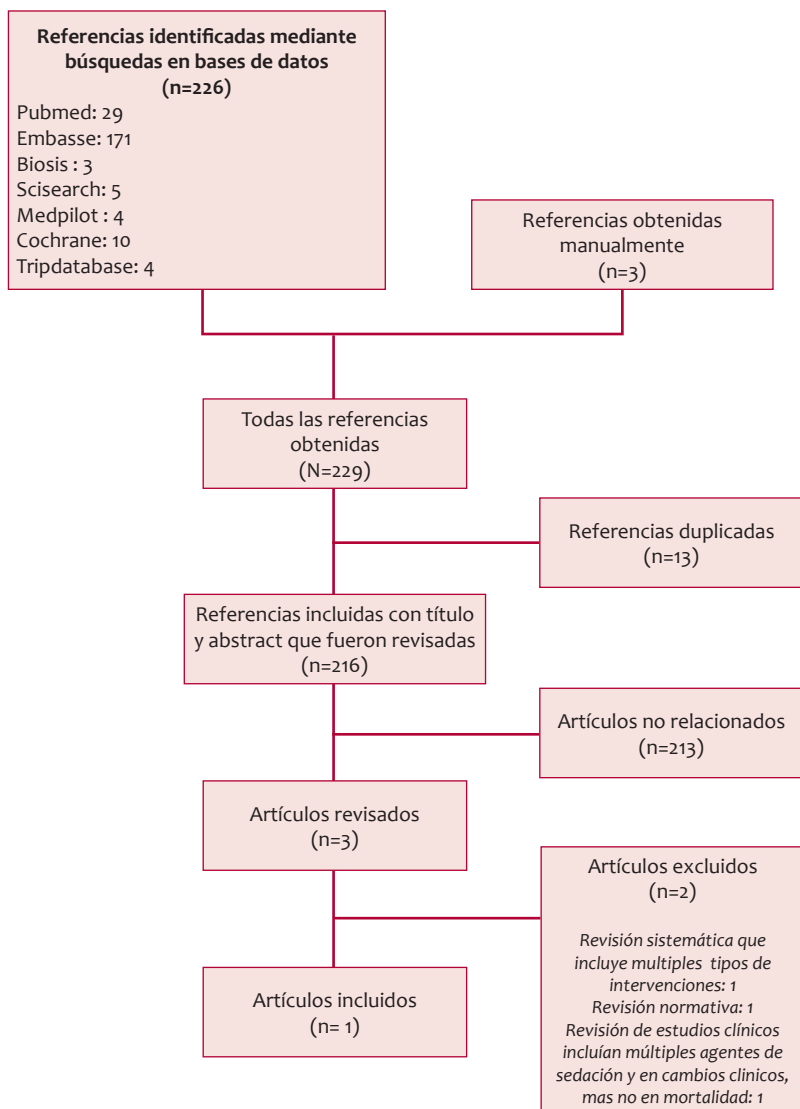 Referencias identificadas mediante
búsquedas en bases de datos
(n=226)
Pubmed: 29
Embasse: 171
Biosis : 3
Scisearch: 5
Medpilot : 4
Cochrane: 10
Tripdatabase: 4
Referencias obtenidas
manualmente
(n=3)
Todas las referencias
obtenidas
(N=229)
Referencias duplicadas
(n=13)
Referencias incluidas con título
y abstract que fueron revisadas
(n=216)
Artículos no relacionados
(n=213)
Artículos revisados
(n=3)
Artículos excluidos
(n=2)
Revisión sistemática que
incluye multiples tipos de
intervenciones: 1
Revisión normativa: 1
Revisión de estudios clínicos
incluían múltiples agentes de
sedación y en cambios clinicos,
mas no en mortalidad: 1
Artículos incluidos
(n= 1)